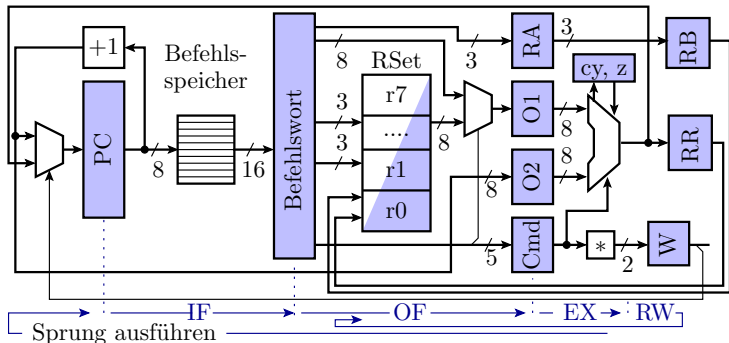 +1
Befehls-
speicher
RSet
RA
3
RB
8
3
cy, z
PC
Befehlswort
r7
3
....
3
r1
r0
8
O1
8
RR
8
16
8
O2
8
Cmd
5
*
2
W
IF
OF
EX
RW
Sprung ausführen